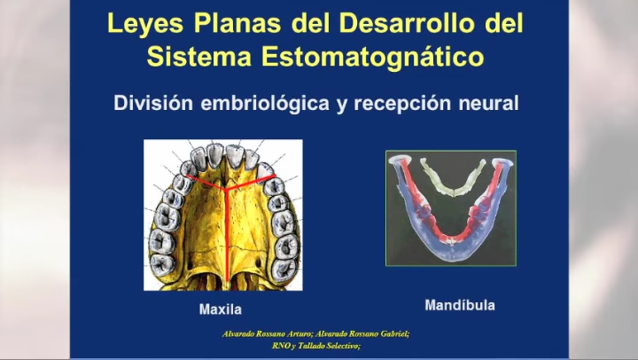 Leyes Planas del Desarrollo del
Sistema Estomatognático
División embriológica y recepción neural
Maxila
Mandíbula
Alvarado Rossano Arturo; Alvarado Rossano Gabriel;
RNO y Tallado Selectivo;